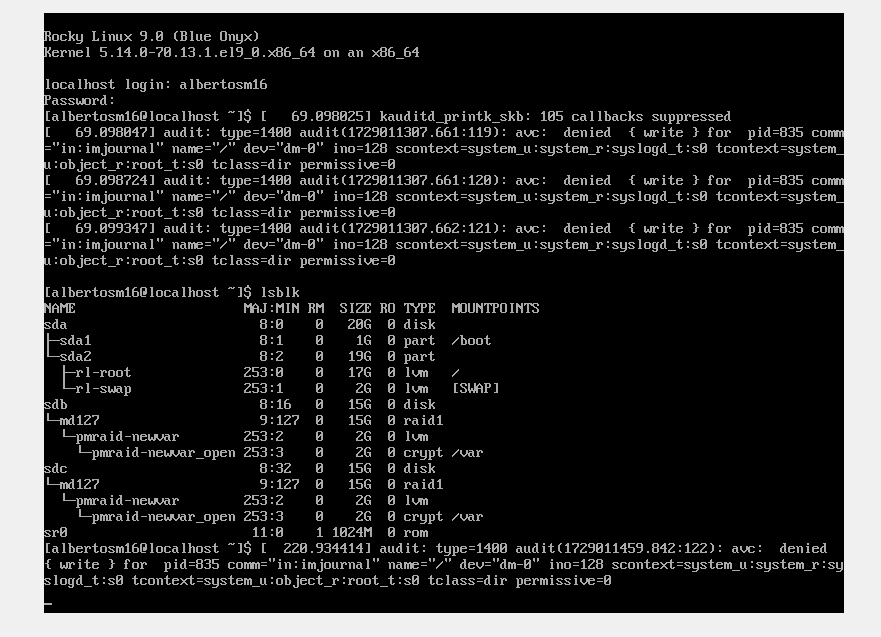 Rocky Linux 9.0 (Blue Onyx)
Kernel 5.14.0-70.13.1.el9_0.x86_64 on an x86_64
localhost login: albertosm16
Password:
[albertosm16@localhost ~]$ [   69.098025] kauditd_printk_skb: 105 callbacks suppressed
[   69.098047] audit: type=1400 audit(1729011307.661:119): avc:  denied  { write } for  pid=835 comm
="in:imjournal" name="/" dev="dm-0" ino=128 scontext=system_u:system_r:syslogd_t:s0 tcontext=system_
u:object_r:root_t:s0 tclass=dir permissive=0
[   69.098724] audit: type=1400 audit(1729011307.661:120): avc:  denied  { write } for  pid=835 comm
="in:imjournal" name="/" dev="dm-0" ino=128 scontext=system_u:system_r:syslogd_t:s0 tcontext=system_
u:object_r:root_t:s0 tclass=dir permissive=0
[   69.099347] audit: type=1400 audit(1729011307.662:121): avc:  denied  { write } for  pid=835 comm
="in:imjournal" name="/" dev="dm-0" ino=128 scontext=system_u:system_r:syslogd_t:s0 tcontext=system_
u:object_r:root_t:s0 tclass=dir permissive=0
[albertosm16@localhost ~]$ lsblk
NAME                     MAJ:MIN RM   SIZE RO TYPE  MOUNTPOINTS
sda                        8:0    0    20G  0 disk
├─sda1                     8:1    0     1G  0 part  /boot
└─sda2                     8:2    0    19G  0 part
  ├─rl-root              253:0    0    17G  0 lvm   /
  └─rl-swap              253:1    0     2G  0 lvm   [SWAP]
sdb                        8:16   0    15G  0 disk
└─md127                    9:127  0    15G  0 raid1
  └─pmraid-newvar        253:2    0     2G  0 lvm
    └─pmraid-newvar_open 253:3    0     2G  0 crypt /var
sdc                        8:32   0    15G  0 disk
└─md127                    9:127  0    15G  0 raid1
  └─pmraid-newvar        253:2    0     2G  0 lvm
    └─pmraid-newvar_open 253:3    0     2G  0 crypt /var
sr0                       11:0    1  1024M  0 rom
[albertosm16@localhost ~]$ [  220.934414] audit: type=1400 audit(1729011459.842:122): avc:  denied
{ write } for  pid=835 comm="in:imjournal" name="/" dev="dm-0" ino=128 scontext=system_u:system_r:sy
slogd_t:s0 tcontext=system_u:object_r:root_t:s0 tclass=dir permissive=0